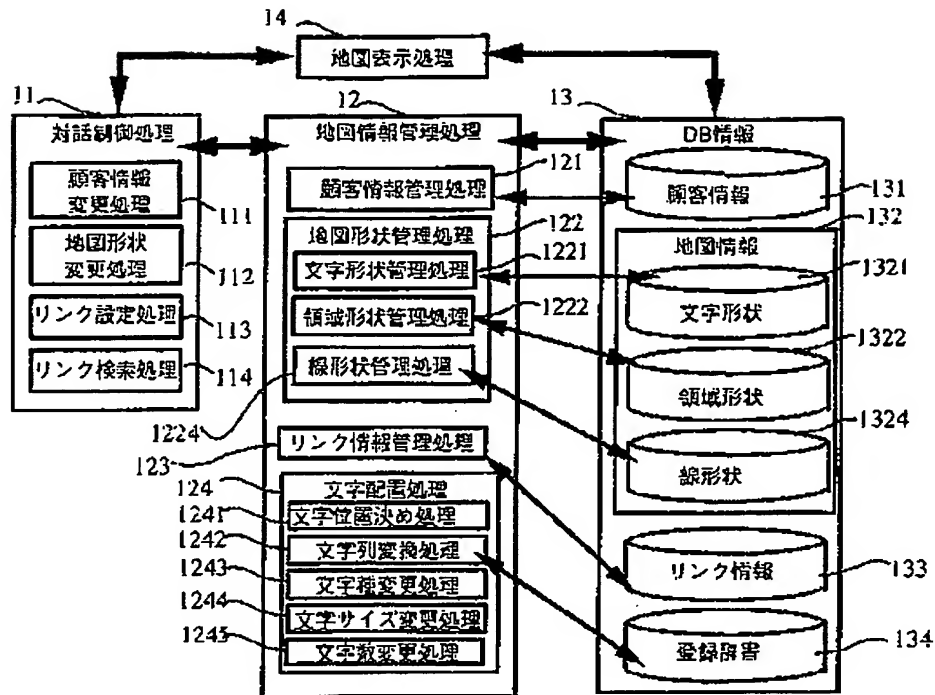 14
地図表示処理
11
対話制御処理
顧客情報
変更処理
111
地図形状
変更処理
112
リンク設定処理
113
リンク検索処理
114
12
地図情報管理処理
121
顧客情報管理処理
地図形状管理処理
122
文字形状管理処理
1221
領域形状管理処理
1222
線形状管理処理
1224
リンク情報管理処理
123
124
文字配置処理
1241
文字位置決め処理
1242
文字列変換処理
1243
文字種変更処理
1244
文字サイズ変更処理
1245
文字数変更処理
13
DB情報
顧客情報
131
132
地図情報
1321
文字形状
1322
領域形状
1324
線形状
リンク情報
133
登録辞書
134